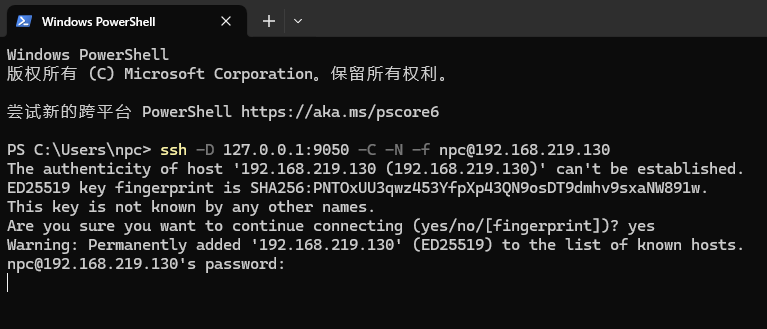 Windows PowerShell
Windows PowerShell
版权所有 (C) Microsoft Corporation。保留所有权利。
尝试新的跨平台 PowerShell https://aka.ms/pscore6
PS C:\Users\npc> ssh -D 127.0.0.1:9050 -C -N -f npc@192.168.219.130
The authenticity of host '192.168.219.130 (192.168.219.130)' can't be established.
ED25519 key fingerprint is SHA256:PNTOxUU3qwz453YfpXp43QN9osDT9dmhv9sxaNW891w.
This key is not known by any other names.
Are you sure you want to continue connecting (yes/no/[fingerprint])? yes
Warning: Permanently added '192.168.219.130' (ED25519) to the list of known hosts.
npc@192.168.219.130's password: